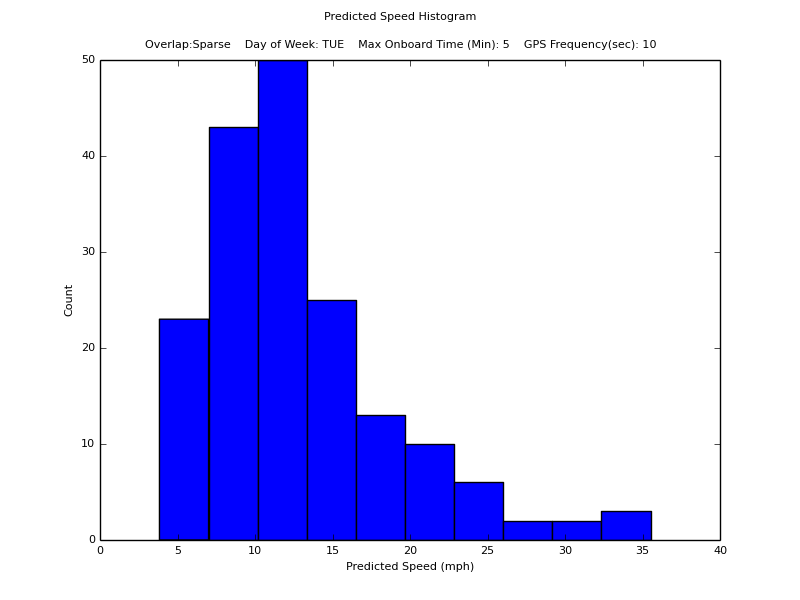 Predicted Speed Histogram
Overlap:Sparse    Day of Week: TUE    Max Onboard Time (Min): 5    GPS Frequency(sec): 10
50
40
30
20
10
0
Count
0 5 10 15 20 25 30 35 40
Predicted Speed (mph)